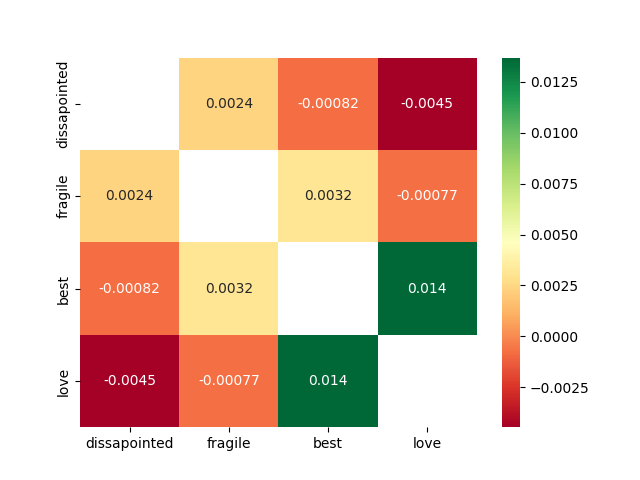 dissapointed
0.0024 -0.00082 -0.0045
fragile
0.0024 0.0032 -0.00077
best
-0.00082 0.0032 0.014
love
-0.0045 -0.00077 0.014
dissapointed fragile best love
0.0125
0.0100
0.0075
0.0050
0.0025
0.0000
−0.0025